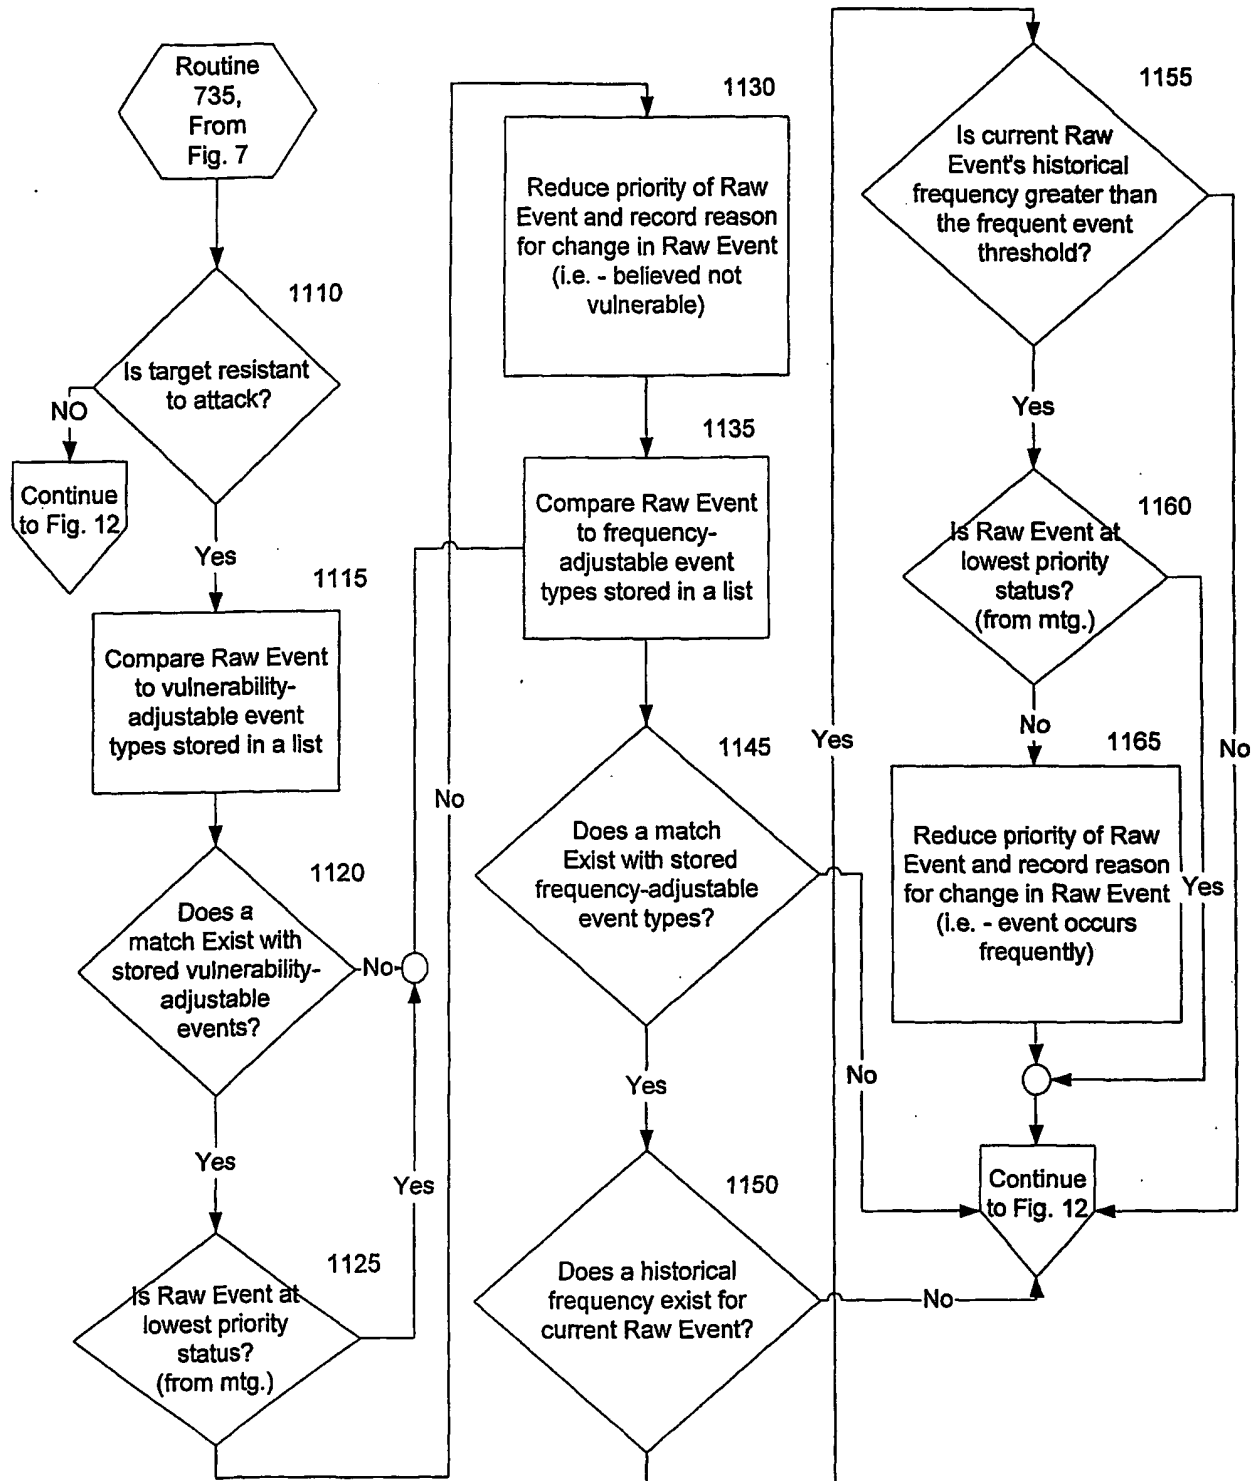 Routine
735,
From
Fig. 7
1110
Is target resistant
to attack?
NO
Continue
to Fig. 12
Yes
1115
Compare Raw Event
to vulnerability-
adjustable event
types stored in a list
1120
Does a
match Exist with
stored vulnerability-
adjustable
events?
No
Yes
Yes
1125
Is Raw Event at
lowest priority
status?
(from mtg.)
No
1130
Reduce priority of Raw
Event and record reason
for change in Raw Event
(i.e. - believed not
vulnerable)
1135
Compare Raw Event
to frequency-
adjustable event
types stored in a list
1145
Does a match
Exist with stored
frequency-adjustable
event types?
No
Yes
1150
Does a historical
frequency exist for
current Raw Event?
No
Yes
1155
Is current Raw
Event's historical
frequency greater than
the frequent event
threshold?
Yes
No
1160
Is Raw Event at
lowest priority
status?
(from mtg.)
No
Yes
1165
Reduce priority of Raw
Event and record reason
for change in Raw Event
(i.e. - event occurs
frequently)
Continue
to Fig. 12